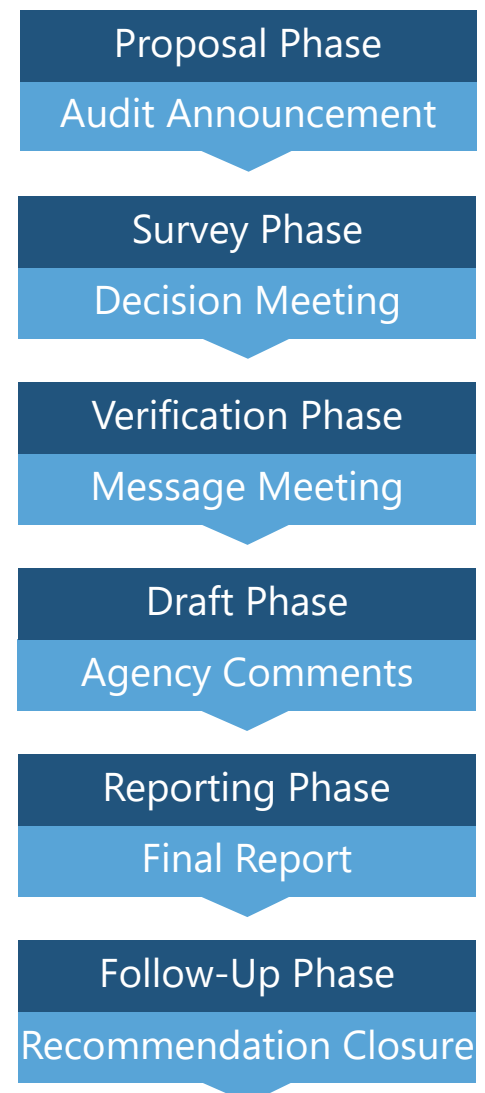 Proposal Phase
Audit Announcement
Survey Phase
Decision Meeting
Verification Phase
Message Meeting
Draft Phase
Agency Comments
Reporting Phase
Final Report
Follow-Up Phase
Recommendation Closure